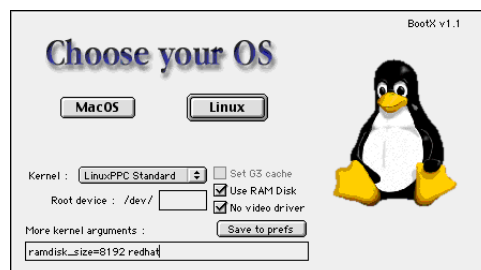 BootX v1.1
Choose your OS
MacOS
Linux
Kernel : LinuxPPC Standard
Set G3 cache
Root device : /dev/
Use RAM Disk
No video driver
More kernel arguments :
Save to prefs
ramdisk_size=8192 redhat